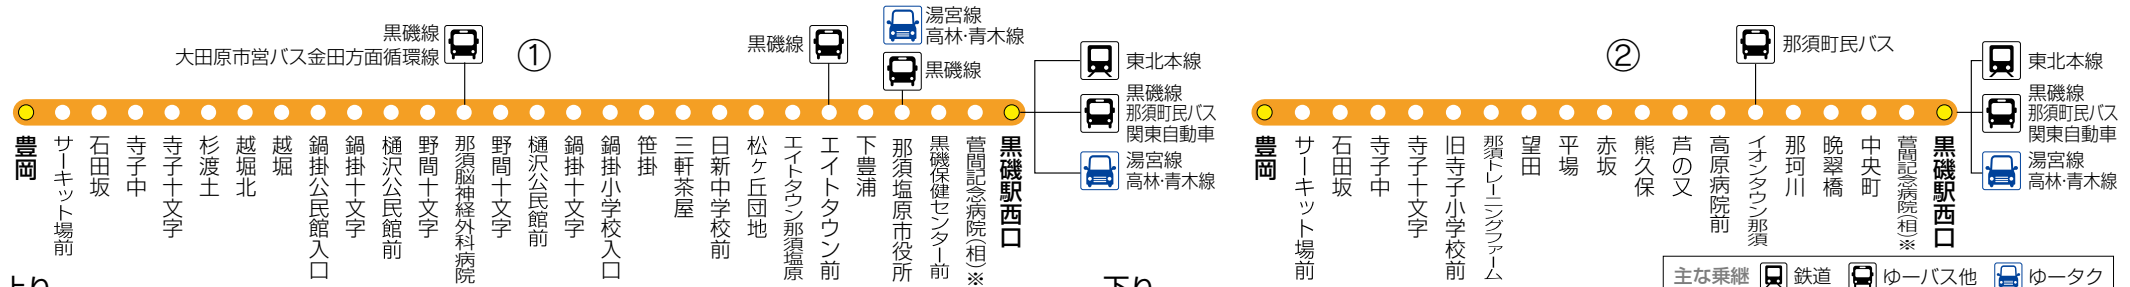 黒磯線
大田原市営バス金田方面循環線
①
黒磯線
湯宮線
高林・青木線
黒磯線
東北本線
黒磯線
那須町民バス
関東自動車
湯宮線
高林・青木線
豊岡
サーキット場前
石田坂
寺子中
寺子十文字
杉渡土
越堀北
越堀
鍋掛公民館入口
鍋掛十文字
樋沢公民館前
野間十文字
那須脳神経外科病院
野間十文字
樋沢公民館前
鍋掛十文字
鍋掛小学校入口
笹掛
三軒茶屋
日新中学校前
松ヶ丘団地
エイトタウン那須塩原
エイトタウン前
下豊浦
那須塩原市役所
黒磯保健センター前
菅間記念病院(相)※
黒磯駅西口
②
那須町民バス
東北本線
黒磯線
那須町民バス
関東自動車
湯宮線
高林・青木線
豊岡
サーキット場前
石田坂
寺子中
寺子十文字
旧寺子小学校前
那須トレーニングファーム
望田
平場
赤坂
熊久保
芦の又
高原病院前
イオンタウン那須
那珂川
晩翠橋
中央町
菅間記念病院(相)※
黒磯駅西口
上り
下り
主な乗継 鉄道 ゆーバス他 ゆータク